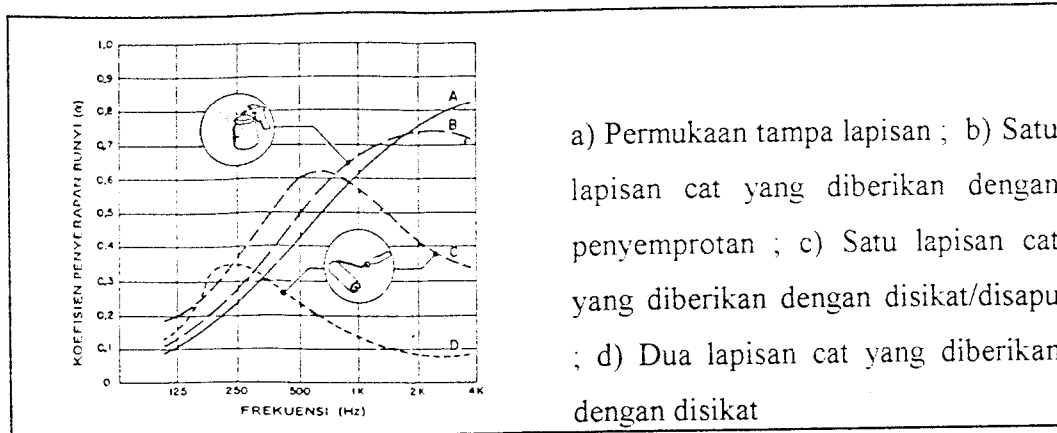 1,0
0,9
0,8
0,7
0,6
0,5
0,4
0,3
0,2
0,1
0
KOEFISIEN PENYERAPAN BUNYI (α)
A
B
C
D
125 250 500 1K 2K 4K
FREKUENSI (Hz)
a) Permukaan tampa lapisan ; b) Satu
lapisan cat yang diberikan dengan
penyemprotan ; c) Satu lapisan cat
yang diberikan dengan disikat/disapu
; d) Dua lapisan cat yang diberikan
dengan disikat